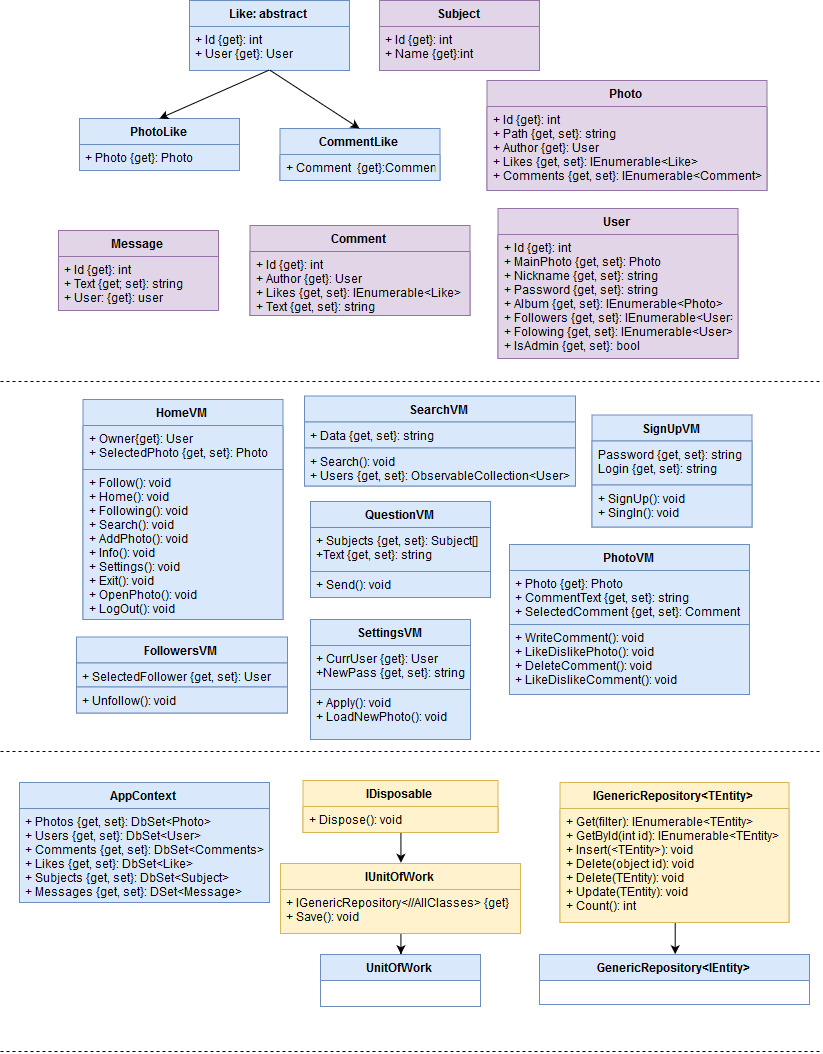 Like: abstract
+ Id {get}: int
+ User {get}: User
Subject
+ Id {get}: int
+ Name {get}:int
PhotoLike
+ Photo {get}: Photo
CommentLike
+ Comment {get}:Commen
Photo
+ Id {get}: int
+ Path {get, set}: string
+ Author {get}: User
+ Likes {get, set}: IEnumerable<Like>
+ Comments {get, set}: IEnumerable<Comment>
Message
+ Id {get}: int
+ Text {get; set}: string
+ User: {get}: user
Comment
+ Id {get}: int
+ Author {get}: User
+ Likes {get, set}: IEnumerable<Like>
+ Text {get, set}: string
User
+ Id {get}: int
+ MainPhoto {get, set}: Photo
+ Nickname {get, set}: string
+ Password {get, set}: string
+ Album {get, set}: IEnumerable<Photo>
+ Followers {get, set}: IEnumerable<User>
+ Folowing {get, set}: IEnumerable<User>
+ IsAdmin {get, set}: bool
HomeVM
+ Owner{get}: User
+ SelectedPhoto {get, set}: Photo
+ Follow(): void
+ Home(): void
+ Following(): void
+ Search(): void
+ AddPhoto(): void
+ Info(): void
+ Settings(): void
+ Exit(): void
+ OpenPhoto(): void
+ LogOut(): void
SearchVM
+ Data {get, set}: string
+ Search(): void
+ Users {get, set}: ObservableCollection<User>
SignUpVM
Password {get, set}: string
Login {get, set}: string
+ SignUp(): void
+ SingIn(): void
QuestionVM
+ Subjects {get, set}: Subject[]
+Text {get, set}: string
+ Send(): void
PhotoVM
+ Photo {get}: Photo
+ CommentText {get, set}: string
+ SelectedComment {get, set}: Comment
+ WriteComment(): void
+ LikeDislikePhoto(): void
+ DeleteComment(): void
+ LikeDislikeComment(): void
FollowersVM
+ SelectedFollower {get, set}: User
+ Unfollow(): void
SettingsVM
+ CurrUser {get}: User
+NewPass {get, set}: string
+ Apply(): void
+ LoadNewPhoto(): void
AppContext
+ Photos {get, set}: DbSet<Photo>
+ Users {get, set}: DbSet<User>
+ Comments {get, set}: DbSet<Comments>
+ Likes {get, set}: DbSet<Like>
+ Subjects {get, set}: DbSet<Subject>
+ Messages {get, set}: DSet<Message>
IDisposable
+ Dispose(): void
IUnitOfWork
+ IGenericRepository<//AllClasses> {get}
+ Save(): void
UnitOfWork
IGenericRepository<TEntity>
+ Get(filter): IEnumerable<TEntity>
+ GetById(int id): IEnumerable<TEntity>
+ Insert(<TEntity>): void
+ Delete(object id): void
+ Delete(TEntity): void
+ Update(TEntity): void
+ Count(): int
GenericRepository<IEntity>